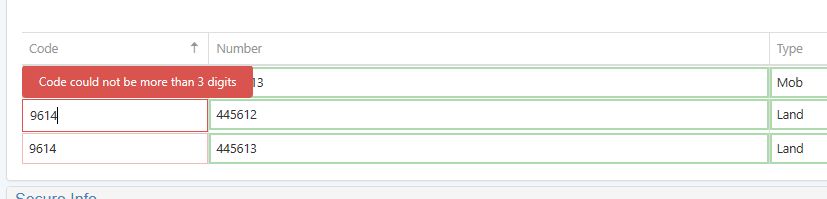 Code Number Type
Code could not be more than 3 digits 13 Mob
9614 445612 Land
9614 445613 Land
Secure Info